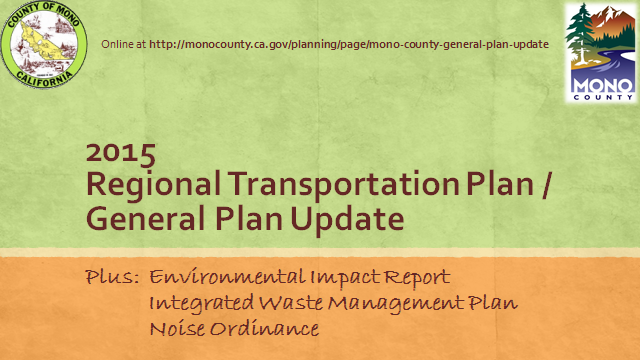 COUNTY OF MONO
CALIFORNIA
Online at http://monocounty.ca.gov/planning/page/mono-county-general-plan-update
MONO
COUNTY
2015
Regional Transportation Plan /
General Plan Update
Plus: Environmental Impact Report
Integrated Waste Management Plan
Noise Ordinance